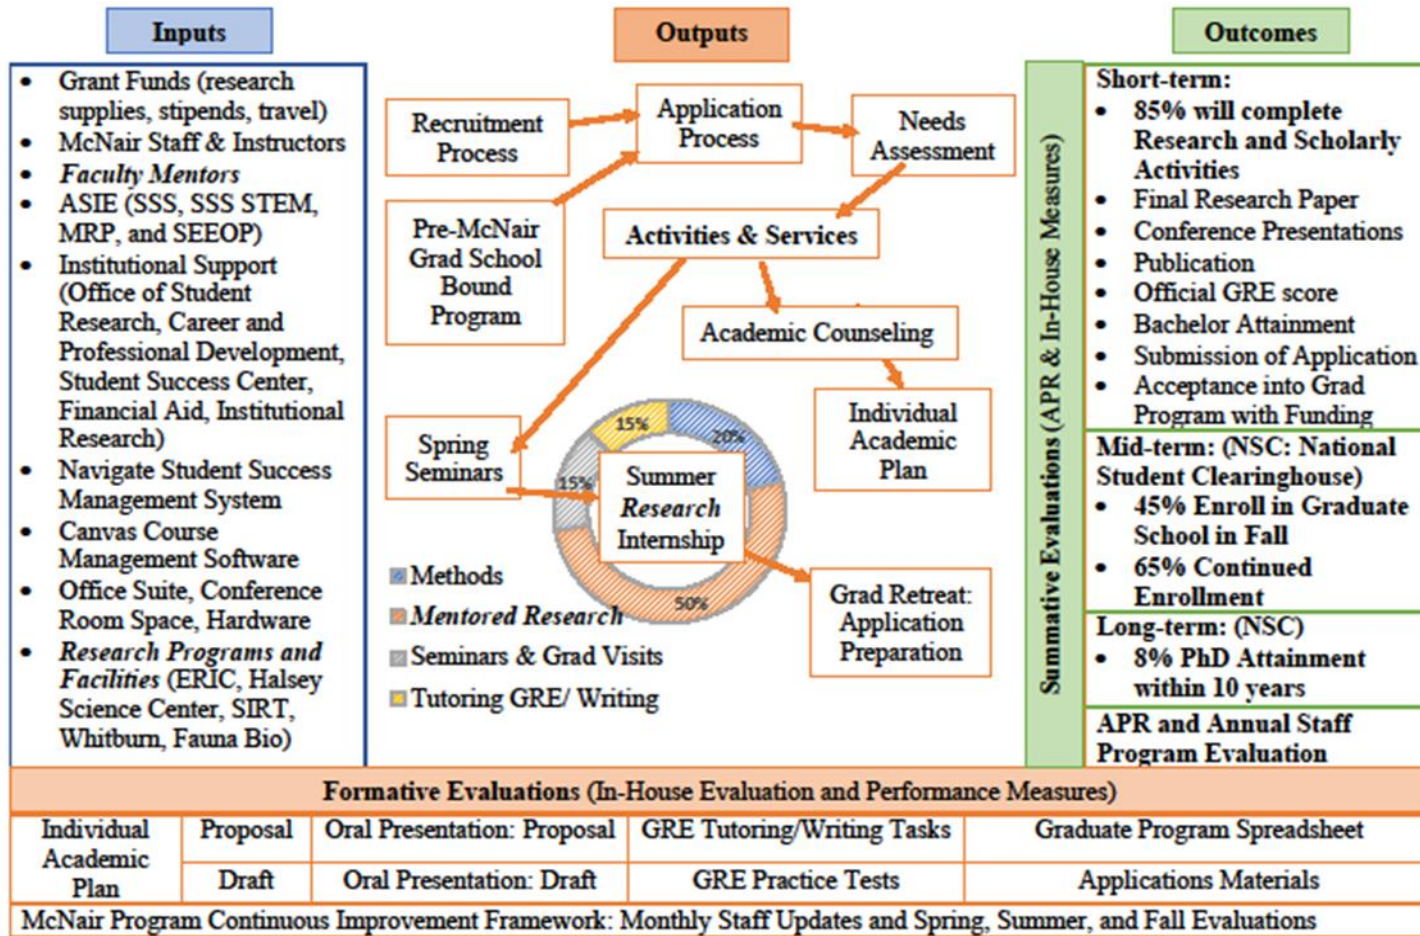 Inputs
Outputs
Outcomes
• Grant Funds (research
supplies, stipends, travel)
• McNair Staff & Instructors
• Faculty Mentors
• ASIE (SSS, SSS STEM,
MRP, and SEEOP)
• Institutional Support
(Office of Student
Research, Career and
Professional Development,
Student Success Center,
Financial Aid, Institutional
Research)
• Navigate Student Success
Management System
• Canvas Course
Management Software
• Office Suite, Conference
Room Space, Hardware
• Research Programs and
Facilities (ERIC, Halsey
Science Center, SIRT,
Whitburn, Fauna Bio)
Recruitment
Process
Application
Process
Needs
Assessment
Pre-McNair
Grad School
Bound
Program
Activities & Services
Academic Counseling
Individual
Academic
Plan
Spring
Seminars
15%
20%
15%
50%
Summer
Research
Internship
Methods
Mentored Research
Seminars & Grad Visits
Tutoring GRE/ Writing
Grad Retreat:
Application
Preparation
Summative Evaluations (APR & In-House Measures)
Short-term:
• 85% will complete
Research and Scholarly
Activities
• Final Research Paper
• Conference Presentations
• Publication
• Official GRE score
• Bachelor Attainment
• Submission of Application
• Acceptance into Grad
Program with Funding
Mid-term: (NSC: National
Student Clearinghouse)
• 45% Enroll in Graduate
School in Fall
• 65% Continued
Enrollment
Long-term: (NSC)
• 8% PhD Attainment
within 10 years
APR and Annual Staff
Program Evaluation
Formative Evaluations (In-House Evaluation and Performance Measures)
Individual
Academic
Plan
Proposal
Oral Presentation: Proposal
GRE Tutoring/Writing Tasks
Graduate Program Spreadsheet
Draft
Oral Presentation: Draft
GRE Practice Tests
Applications Materials
McNair Program Continuous Improvement Framework: Monthly Staff Updates and Spring, Summer, and Fall Evaluations